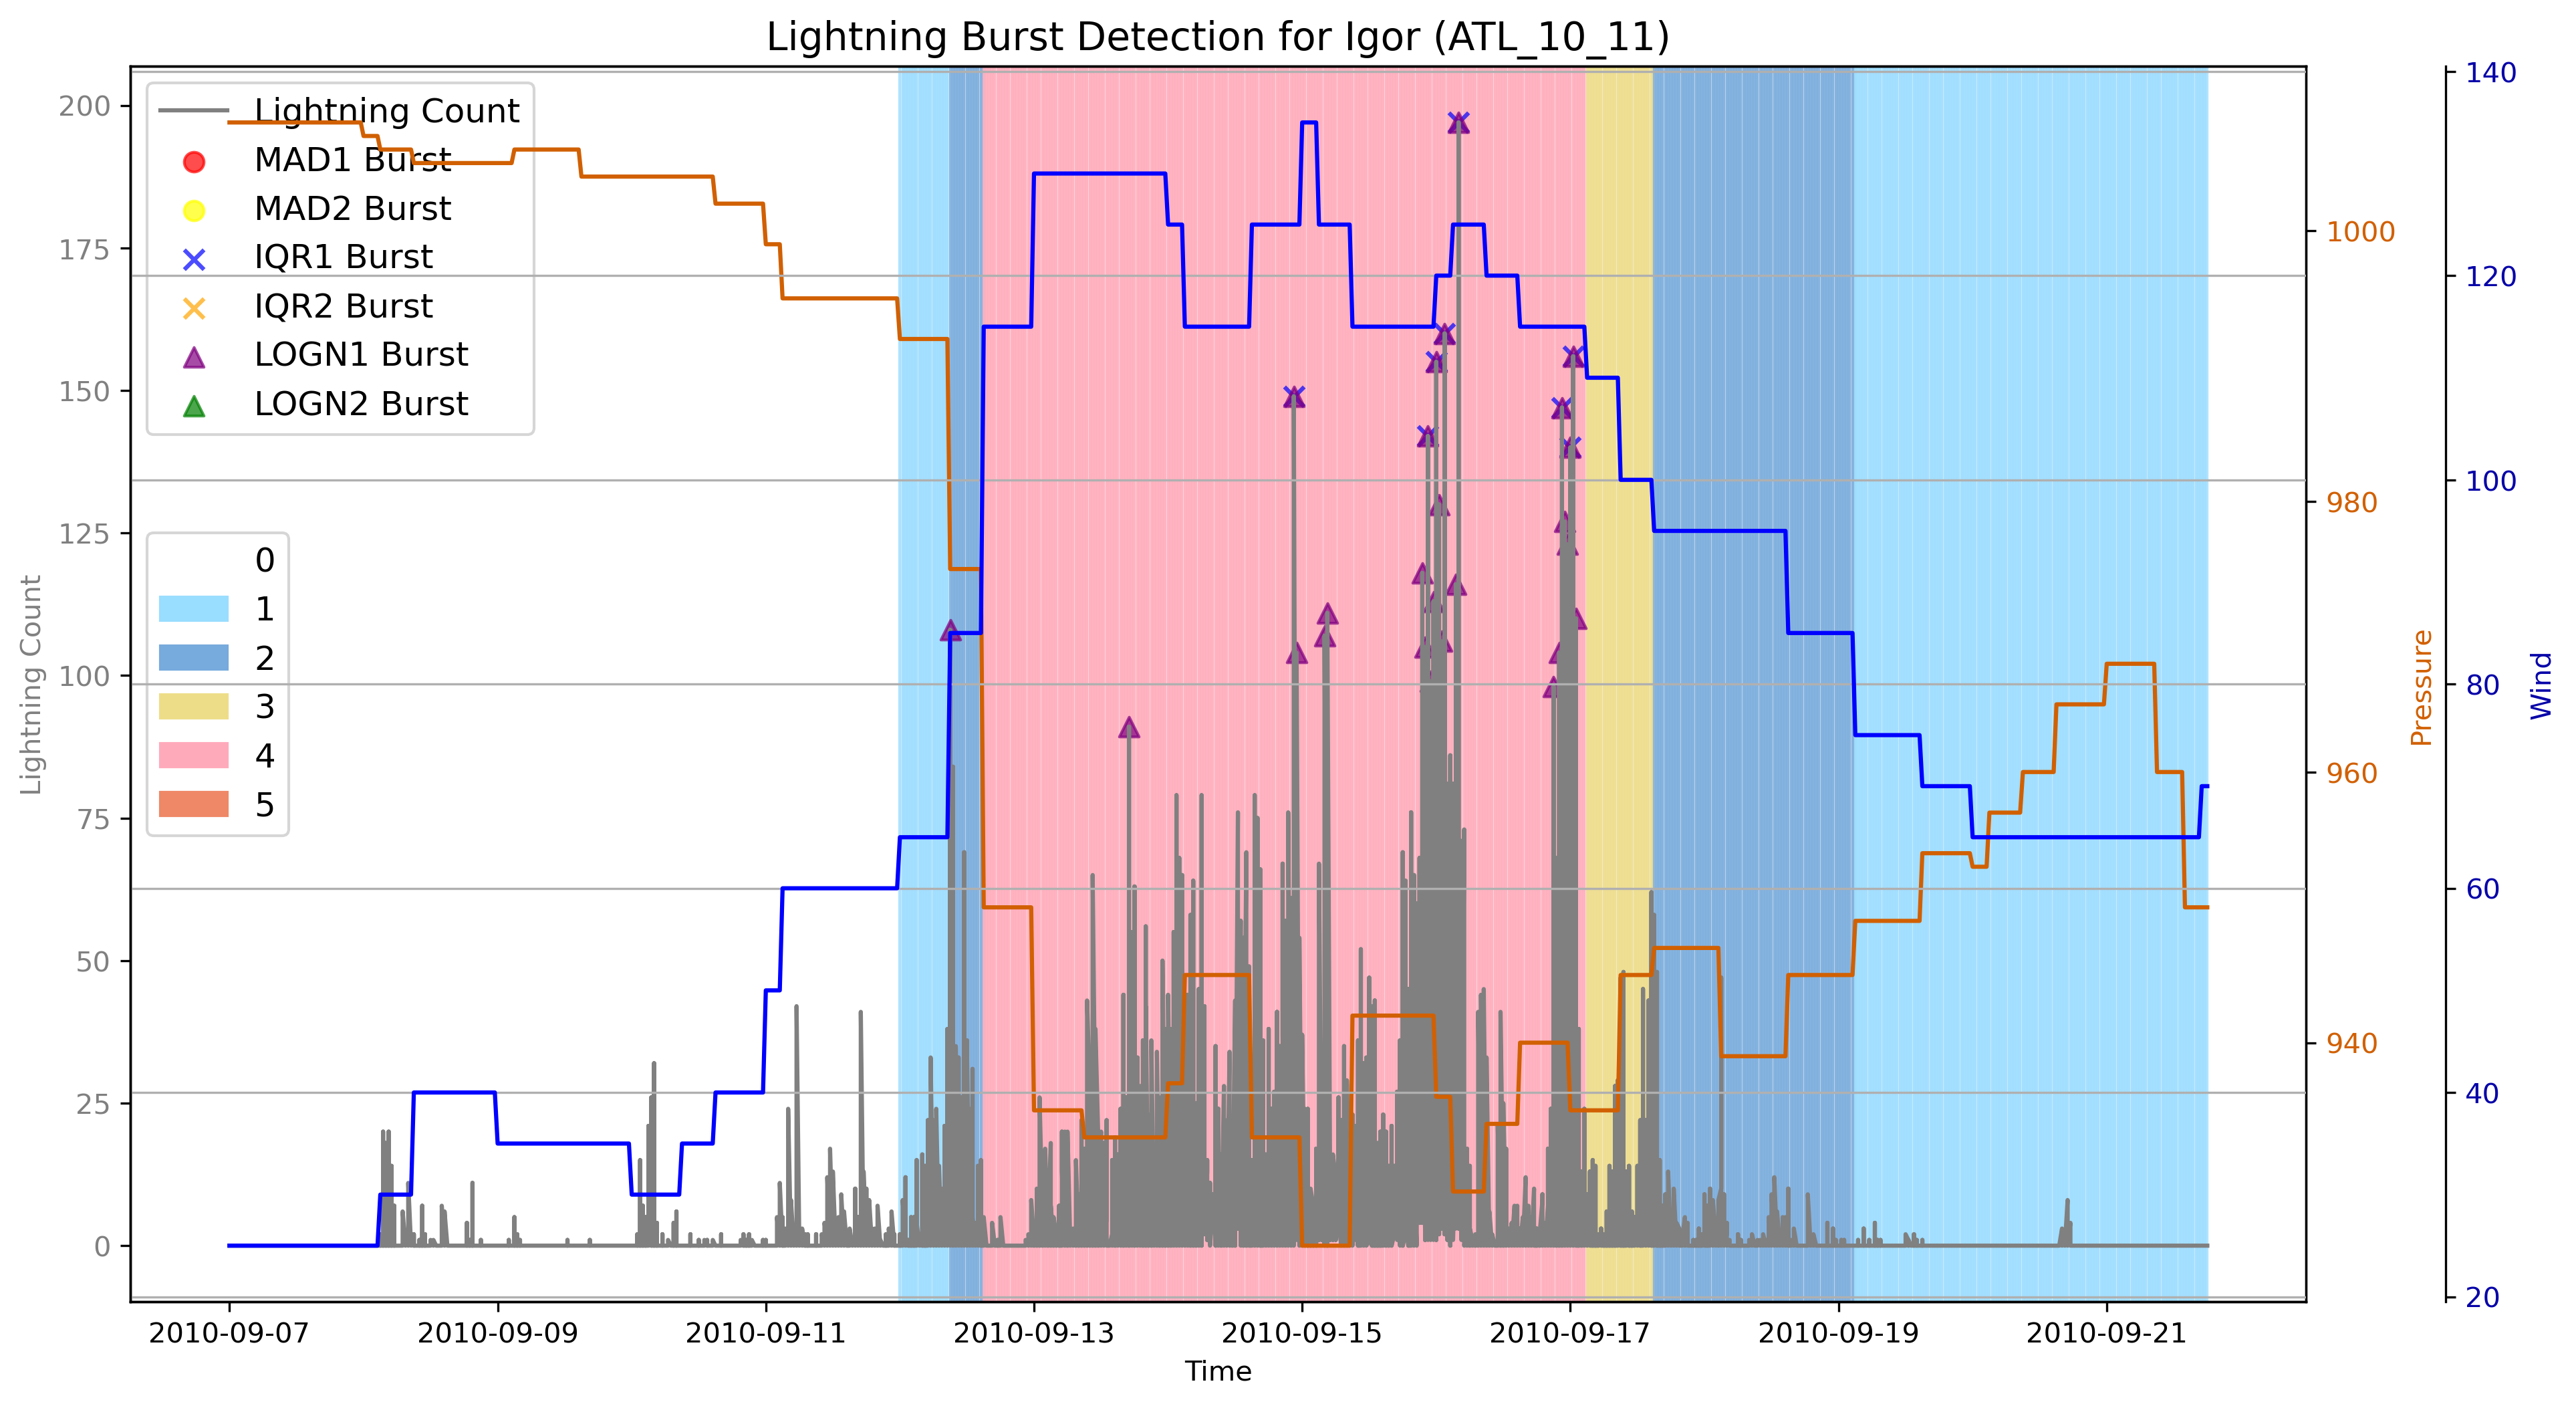 Lightning Burst Detection for Igor (ATL_10_11)
Lightning Count
MAD1 Burst
MAD2 Burst
IQR1 Burst
IQR2 Burst
LOGN1 Burst
LOGN2 Burst
0
1
2
3
4
5
Lightning Count
200
175
150
125
100
75
50
25
0
1000
980
960
940
Pressure
140
120
100
80
60
40
20
Wind
2010-09-07 2010-09-09 2010-09-11 2010-09-13 2010-09-15 2010-09-17 2010-09-19 2010-09-21
Time